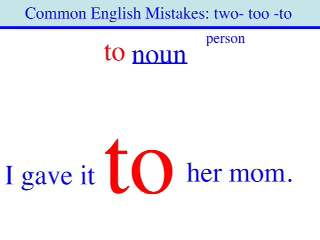 Common English Mistakes: two- too -to
person
to noun
I gave it to her mom.